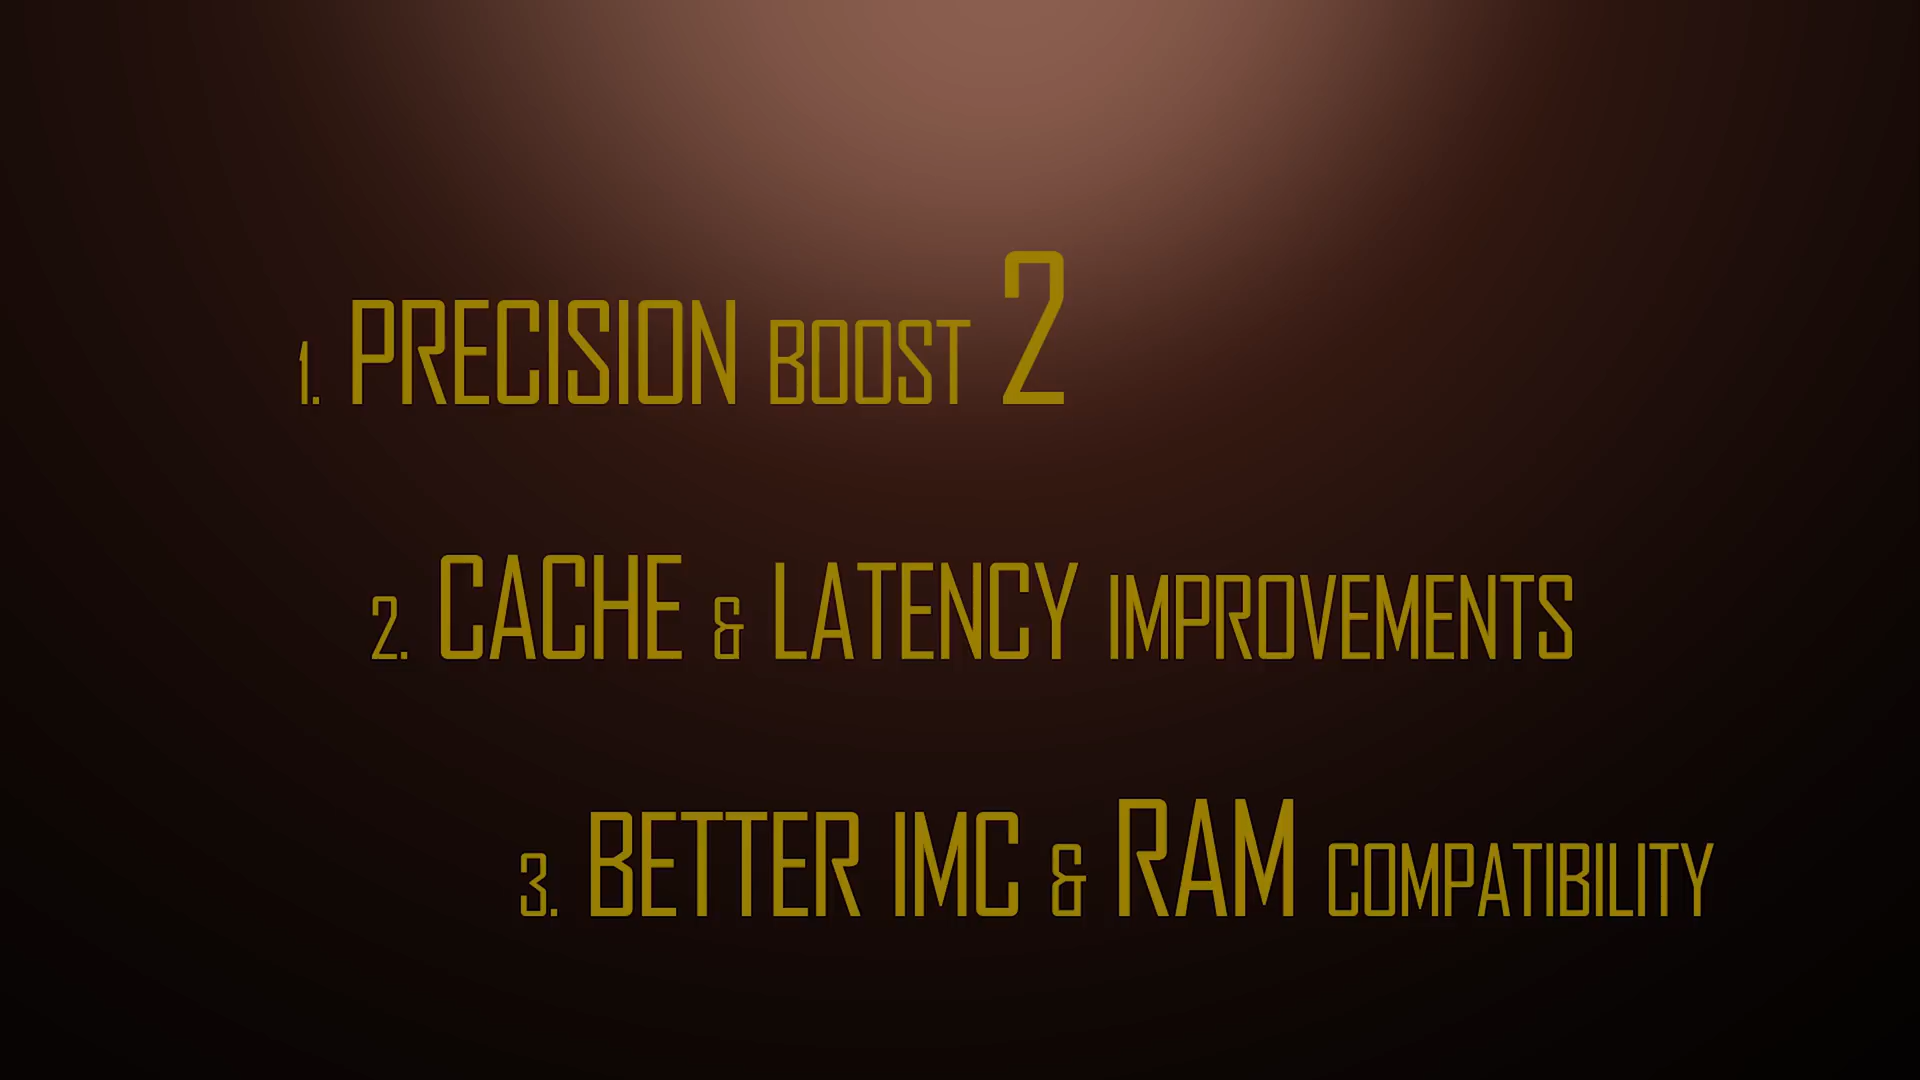 1. PRECISION BOOST 2
2. CACHE & LATENCY IMPROVEMENTS
3. BETTER IMC & RAM COMPATIBILITY